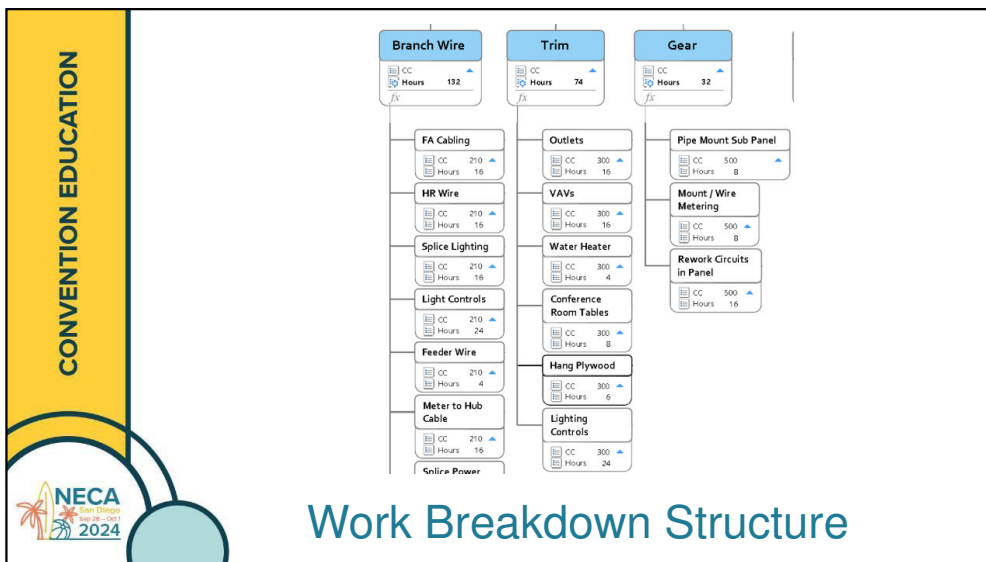 CONVENTION EDUCATION
Branch Wire
CC
Hours 132
fx
FA Cabling
CC 210
Hours 16
HR Wire
CC 210
Hours 16
Splice Lighting
CC 210
Hours 16
Light Controls
CC 210
Hours 24
Feeder Wire
CC 210
Hours 4
Meter to Hub
Cable
CC 210
Hours 16
Splice Power
Trim
CC
Hours 74
fx
Outlets
CC 300
Hours 16
VAVs
CC 300
Hours 16
Water Heater
CC 300
Hours 4
Conference
Room Tables
CC 300
Hours 8
Hang Plywood
CC 300
Hours 6
Lighting
Controls
CC 300
Hours 24
Gear
CC
Hours 32
fx
Pipe Mount Sub Panel
CC 500
Hours 8
Mount / Wire
Metering
CC 500
Hours 8
Rework Circuits
in Panel
CC 500
Hours 16
NECA
San Diego
Sep 28 – Oct 1
2024
Work Breakdown Structure